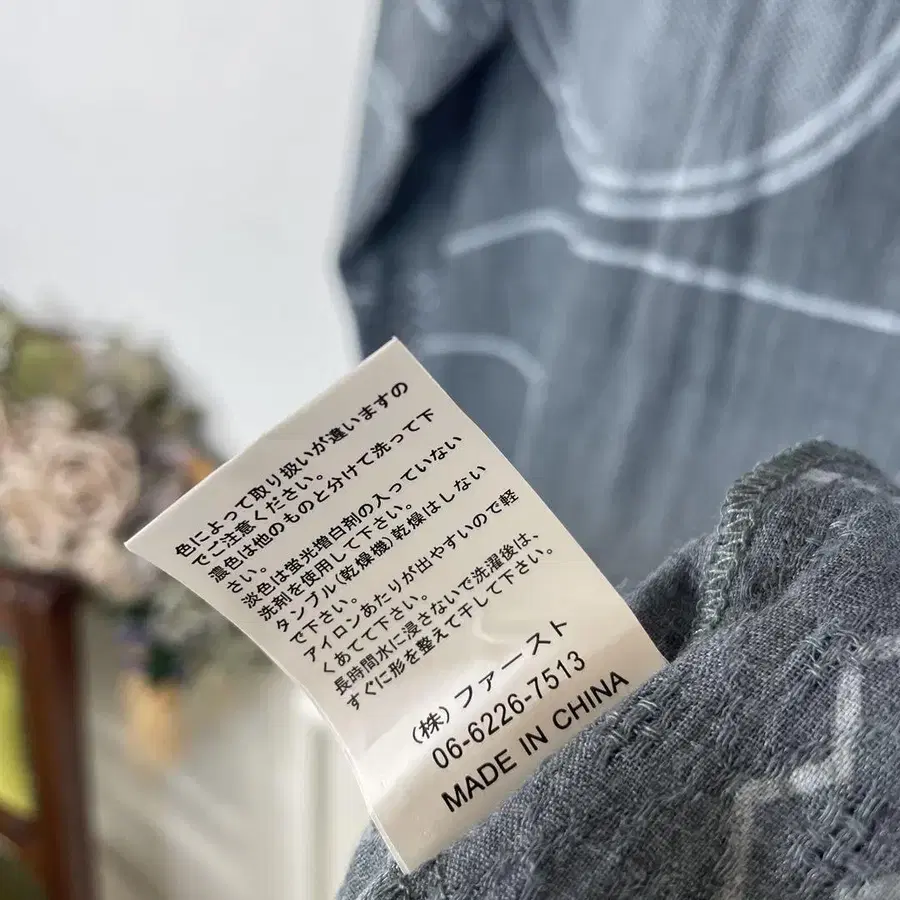 色によって取り扱いが違いますの
でご注意ください。
濃色は他のものと分けて洗って下
さい。
淡色は蛍光増白剤の入っていない
洗剤を使用して下さい。
タンブル(乾燥機)乾燥はしない
で下さい。
アイロンあたりが出やすいので軽
くあてて下さい。
長時間水に浸さないで洗濯後は、
すぐに形を整えて干して下さい。
(株)ファースト
06-6226-7513
MADE IN CHINA